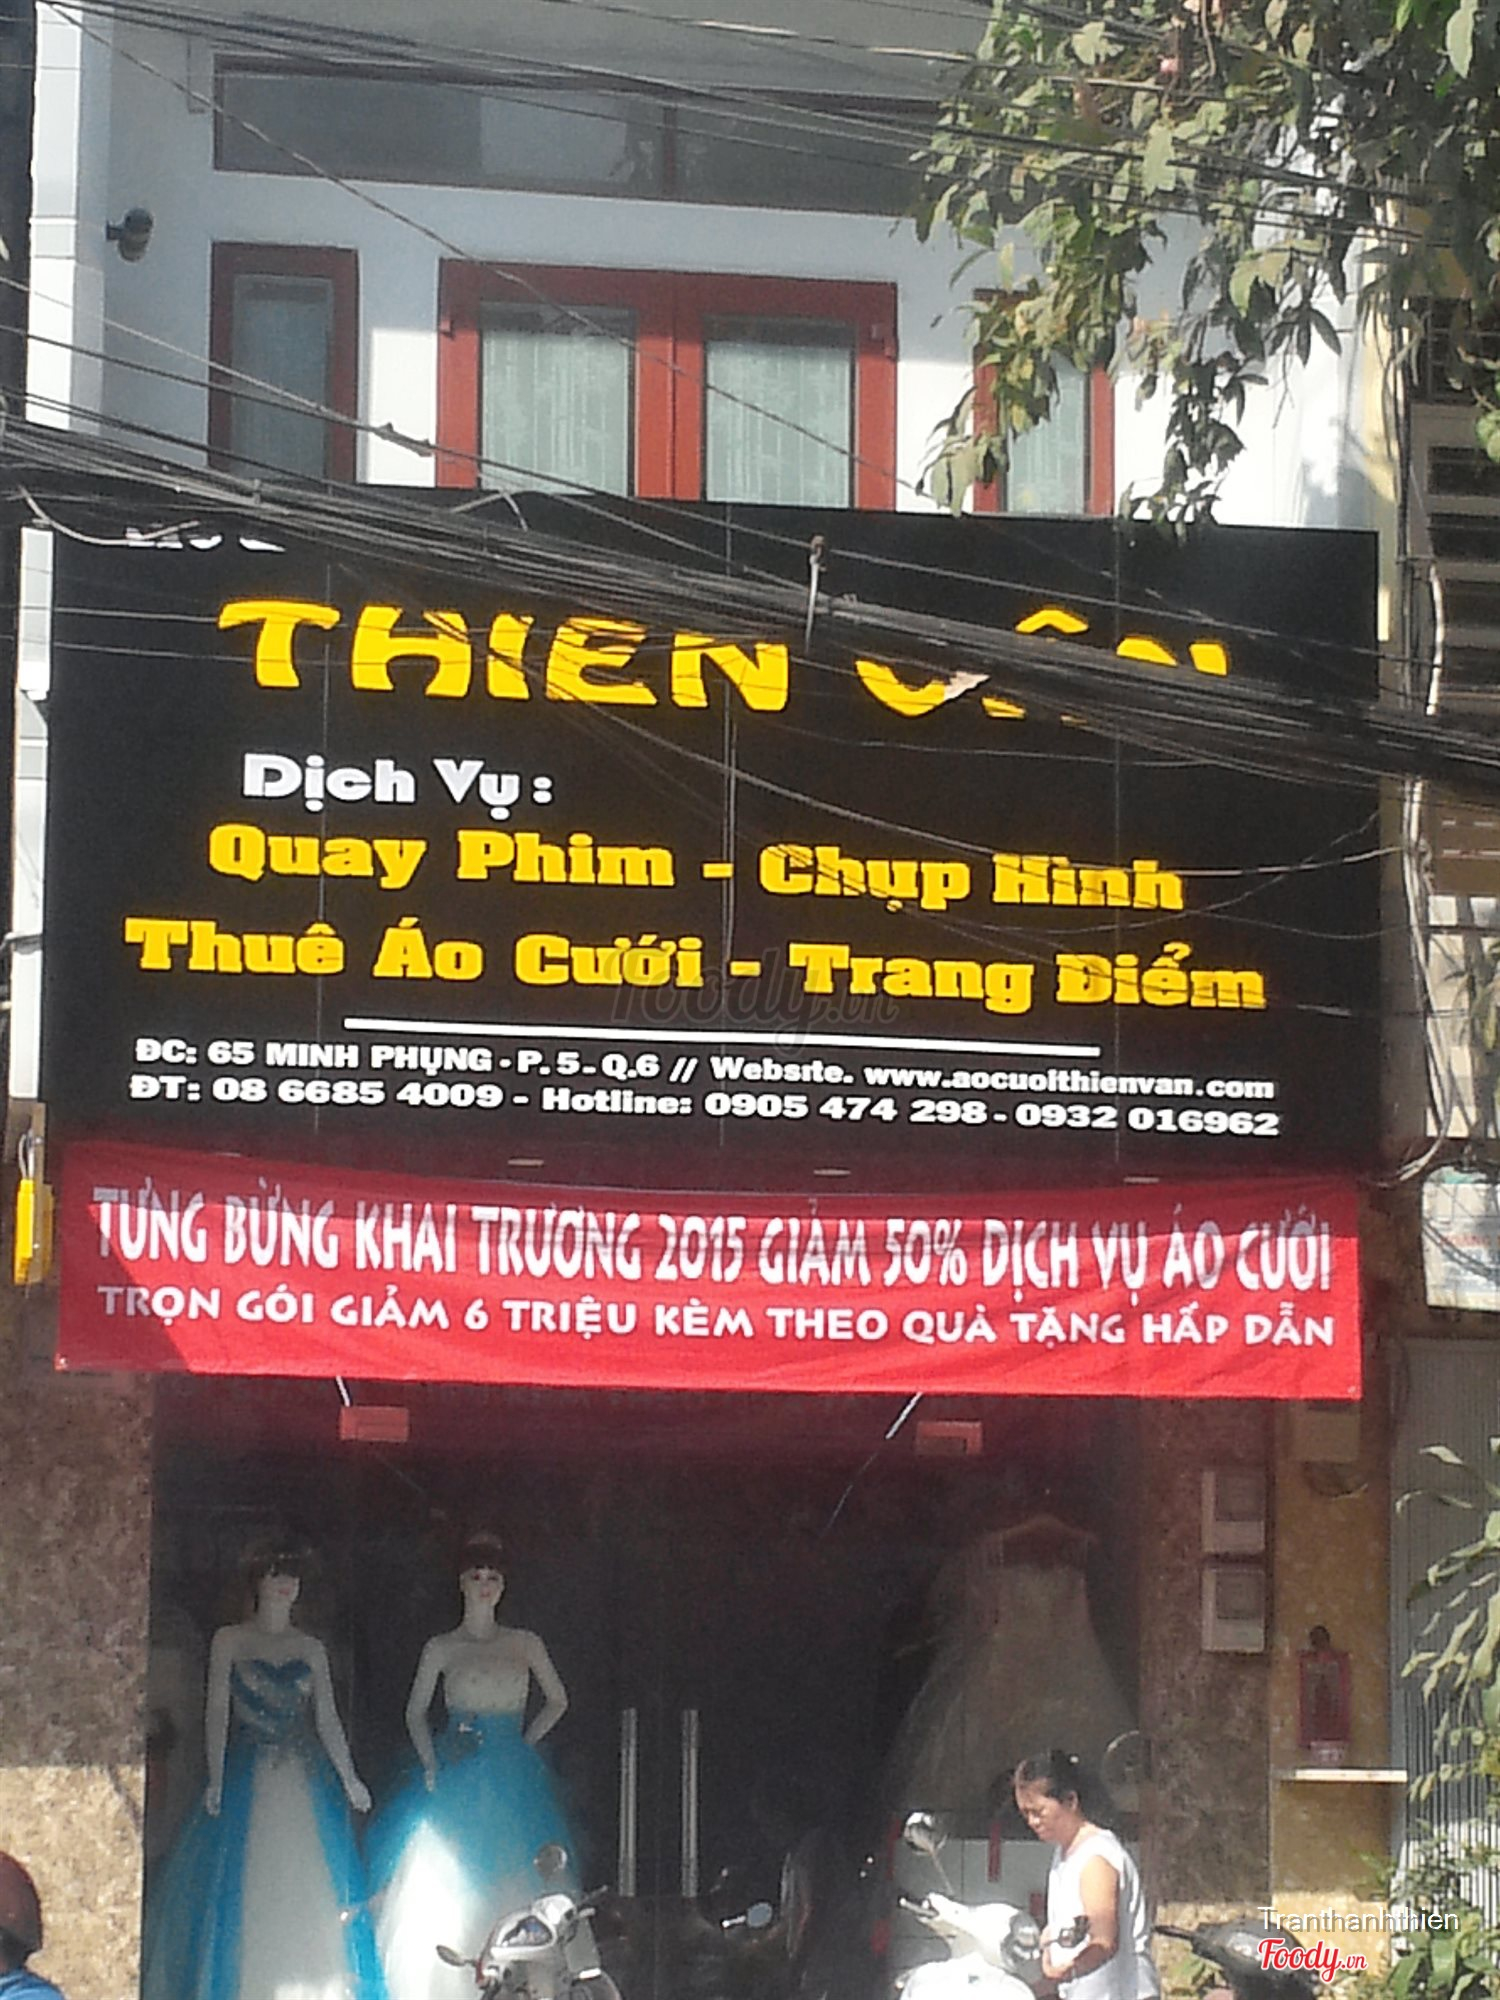 THIEN VÂN
Dịch Vụ:
Quay Phim - Chụp Hình
Thuê Áo Cưới - Trang Điểm
ĐC: 65 MINH PHỤNG - P. 5 - Q.6 // Website. www.aocuoithienvan.com
ĐT: 08 6685 4009 - Hotline: 0905 474 298 - 0932 016962
TƯNG BỪNG KHAI TRƯƠNG 2015 GIẢM 50% DỊCH VỤ ÁO CƯỚI
TRỌN GÓI GIẢM 6 TRIỆU KÈM THEO QUÀ TẶNG HẤP DẪN
Foody.vn
Tranthanhthien
Foody.vn